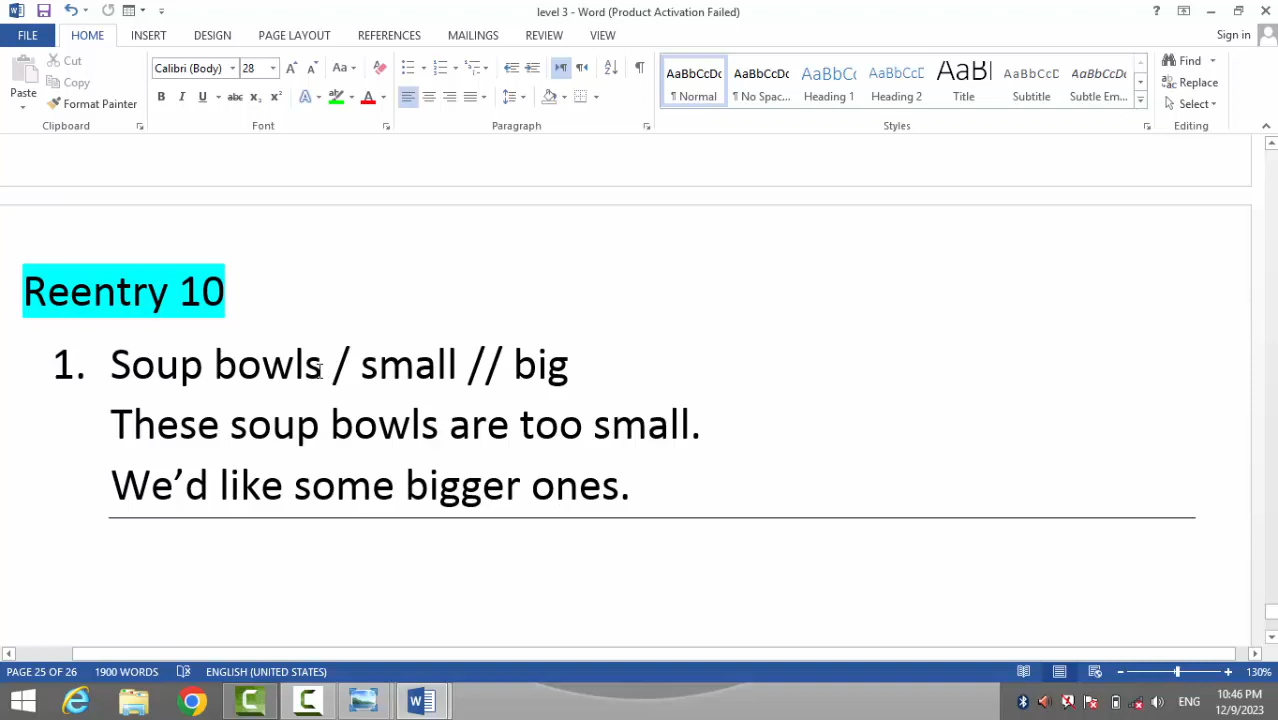 level 3 - Word (Product Activation Failed)
FILE HOME INSERT DESIGN PAGE LAYOUT REFERENCES MAILINGS REVIEW VIEW Sign in
Paste
Cut
Copy
Format Painter
Clipboard
Calibri (Body) 28
Font
Paragraph
AaBbCcDc ¶ Normal
AaBbCcDc ¶ No Spac...
AaBbCc Heading 1
AaBbCcD Heading 2
AaBl Title
AaBbCcD Subtitle
AaBbCcDc Subtle Em...
Styles
Find
Replace
Select
Editing
Reentry 10
1. Soup bowls / small // big
These soup bowls are too small.
We’d like some bigger ones.
PAGE 25 OF 26 1900 WORDS ENGLISH (UNITED STATES) 130%
ENG
10:46 PM
12/9/2023